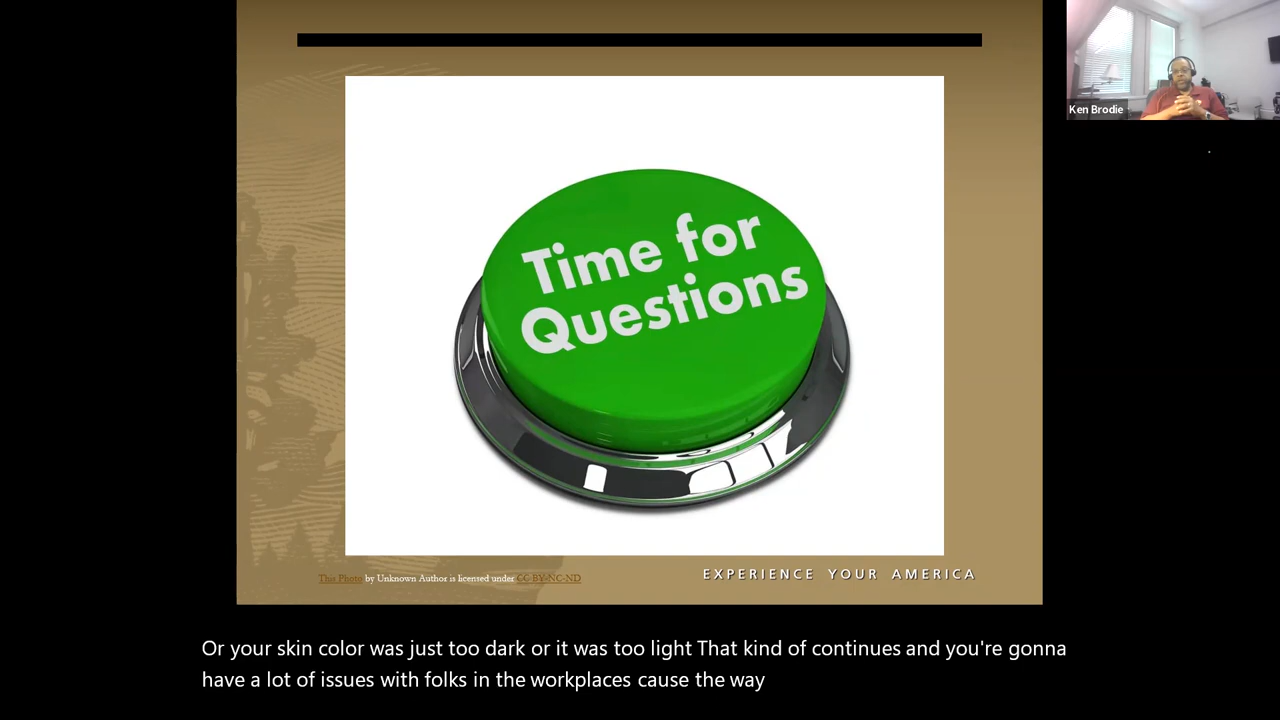 Time for
Questions
Ken Brodie
This Photo by Unknown Author is licensed under CC BY-NC-ND
EXPERIENCE YOUR AMERICA
Or your skin color was just too dark or it was too light That kind of continues and you're gonna
have a lot of issues with folks in the workplaces cause the way